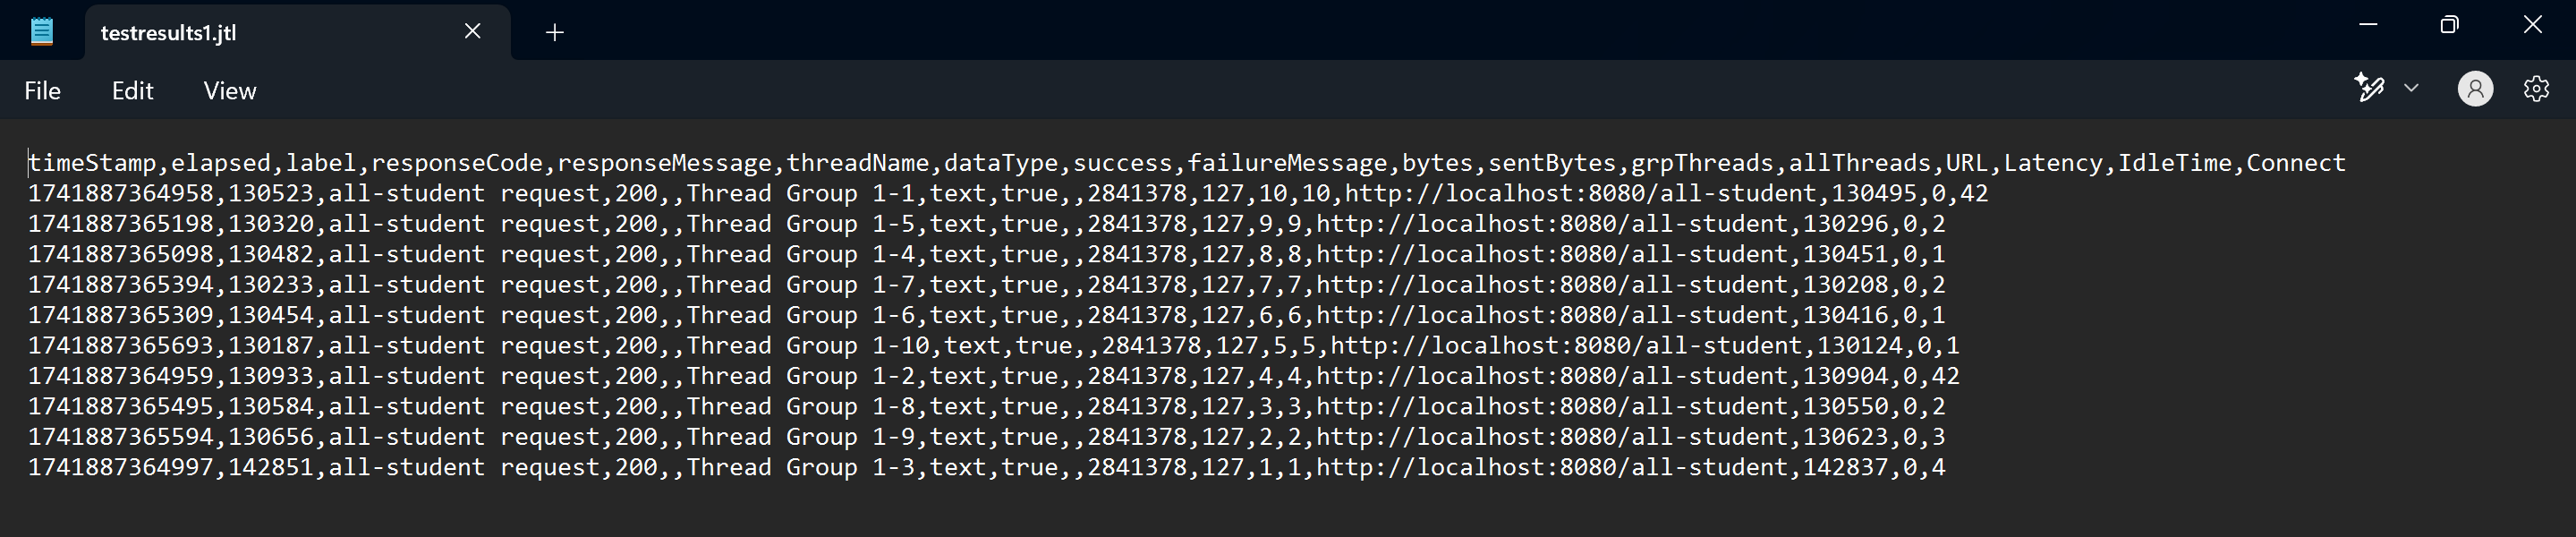 testresults1.jtl
File Edit View
timeStamp,elapsed,label,responseCode,responseMessage,threadName,dataType,success,failureMessage,bytes,sentBytes,grpThreads,allThreads,URL,Latency,IdleTime,Connect
1741887364958,130523,all-student request,200,,Thread Group 1-1,text,true,,2841378,127,10,10,http://localhost:8080/all-student,130495,0,42
1741887365198,130320,all-student request,200,,Thread Group 1-5,text,true,,2841378,127,9,9,http://localhost:8080/all-student,130296,0,2
1741887365098,130482,all-student request,200,,Thread Group 1-4,text,true,,2841378,127,8,8,http://localhost:8080/all-student,130451,0,1
1741887365394,130233,all-student request,200,,Thread Group 1-7,text,true,,2841378,127,7,7,http://localhost:8080/all-student,130208,0,2
1741887365309,130454,all-student request,200,,Thread Group 1-6,text,true,,2841378,127,6,6,http://localhost:8080/all-student,130416,0,1
1741887365693,130187,all-student request,200,,Thread Group 1-10,text,true,,2841378,127,5,5,http://localhost:8080/all-student,130124,0,1
1741887364959,130933,all-student request,200,,Thread Group 1-2,text,true,,2841378,127,4,4,http://localhost:8080/all-student,130904,0,42
1741887365495,130584,all-student request,200,,Thread Group 1-8,text,true,,2841378,127,3,3,http://localhost:8080/all-student,130550,0,2
1741887365594,130656,all-student request,200,,Thread Group 1-9,text,true,,2841378,127,2,2,http://localhost:8080/all-student,130623,0,3
1741887364997,142851,all-student request,200,,Thread Group 1-3,text,true,,2841378,127,1,1,http://localhost:8080/all-student,142837,0,4